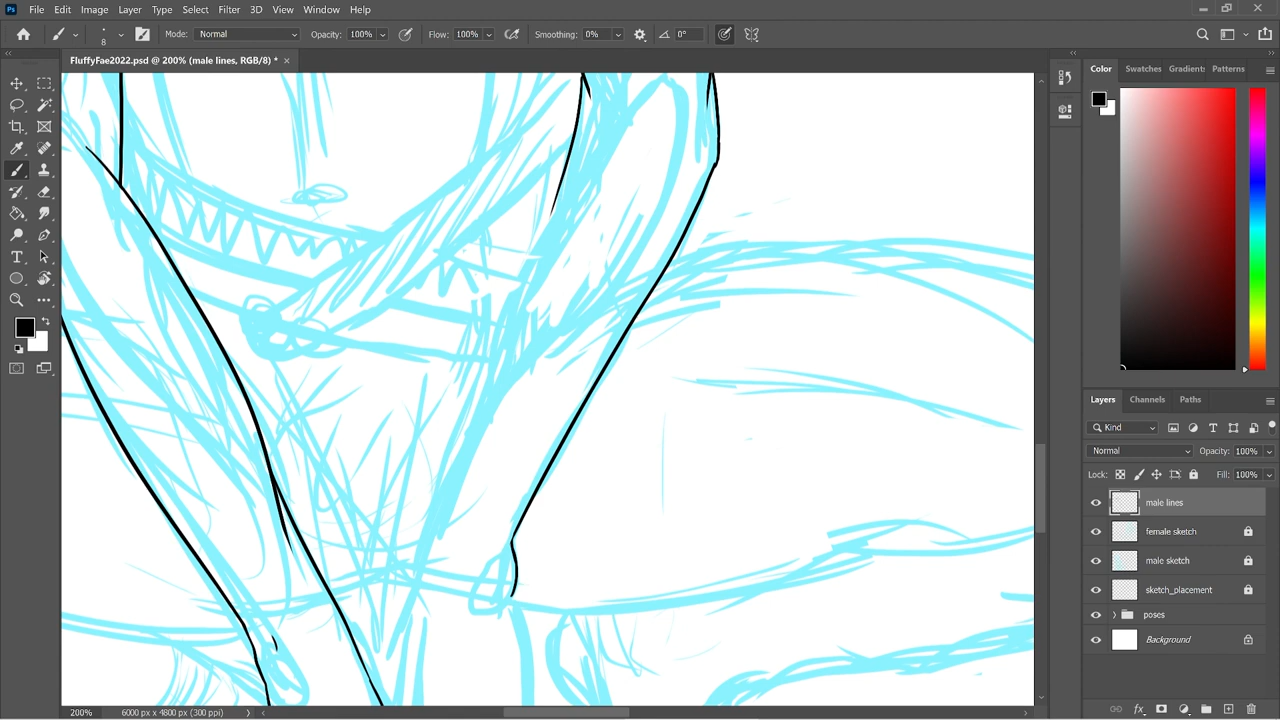 Ps File Edit Image Layer Type Select Filter 3D View Window Help
8 Mode: Normal Opacity: 100% Flow: 100% Smoothing: 0% 0°
FluffyFae2022.psd @ 200% (male lines, RGB/8) *
Color Swatches Gradients Patterns
Layers Channels Paths
Kind
Normal Opacity: 100%
Lock: Fill: 100%
male lines
female sketch
male sketch
sketch_placement
poses
Background
200% 6000 px x 4800 px (300 ppi)